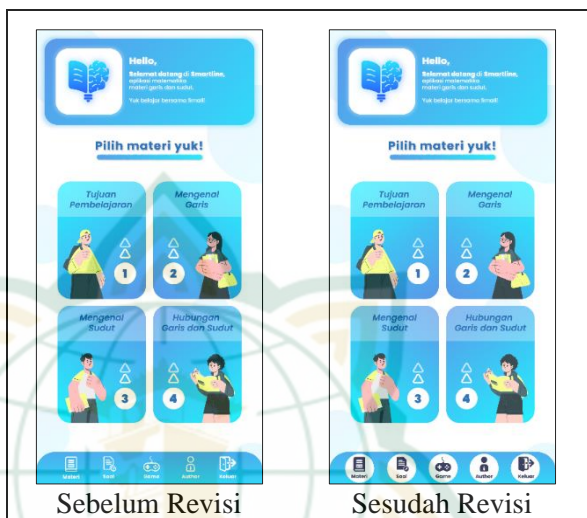 Hello,
Selamat datang di Smartline,
aplikasi matematika
materi garis dan sudut.
Yuk belajar bersama Smali!
Pilih materi yuk!
Tujuan
Pembelajaran
1
Mengenal
Garis
2
Mengenal
Sudut
3
Hubungan
Garis dan Sudut
4
Materi
Soal
Game
Author
Keluar
Sebelum Revisi
Hello,
Selamat datang di Smartline,
aplikasi matematika
materi garis dan sudut.
Yuk belajar bersama Smali!
Pilih materi yuk!
Tujuan
Pembelajaran
1
Mengenal
Garis
2
Mengenal
Sudut
3
Hubungan
Garis dan Sudut
4
Materi
Soal
Game
Author
Keluar
Sesudah Revisi